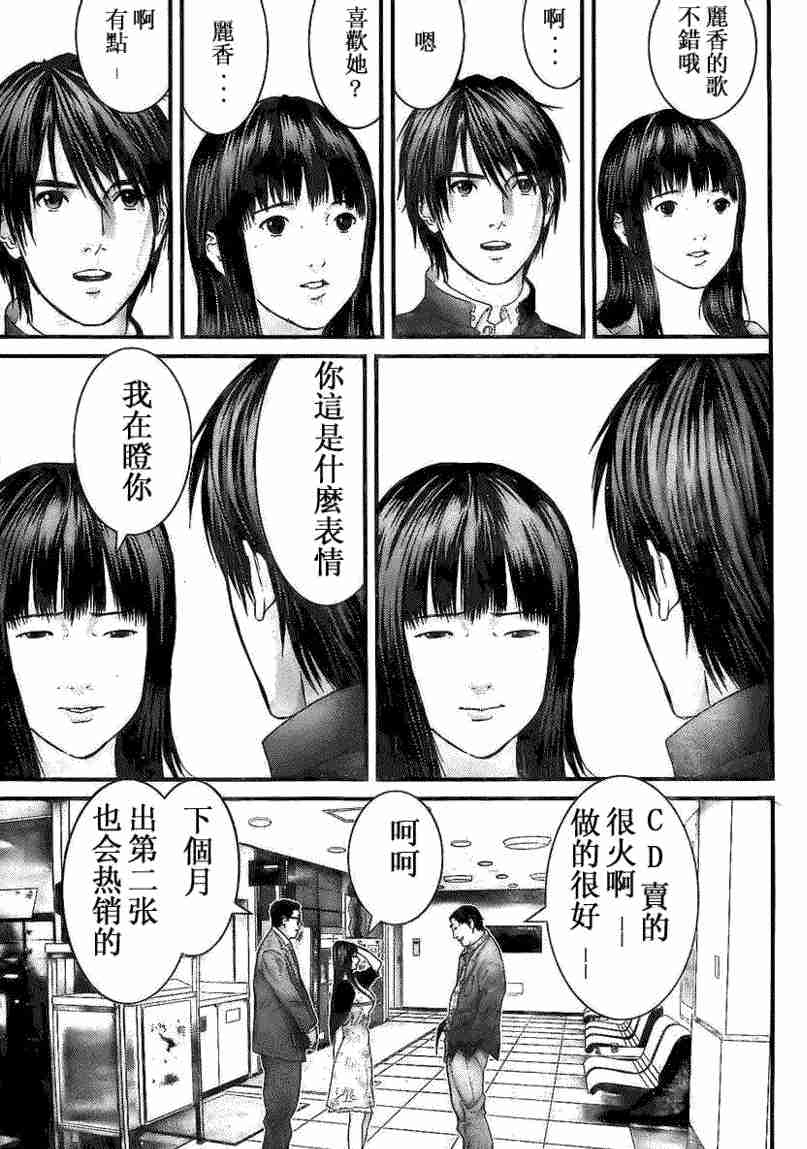 麗香的歌
不錯哦
啊...
嗯
喜歡她？
麗香...
啊
有點－
你這是什麼表情
我在瞪你
CD賣的
很火啊－－
做的很好－－
呵呵
下個月
出第二张
也会热销的